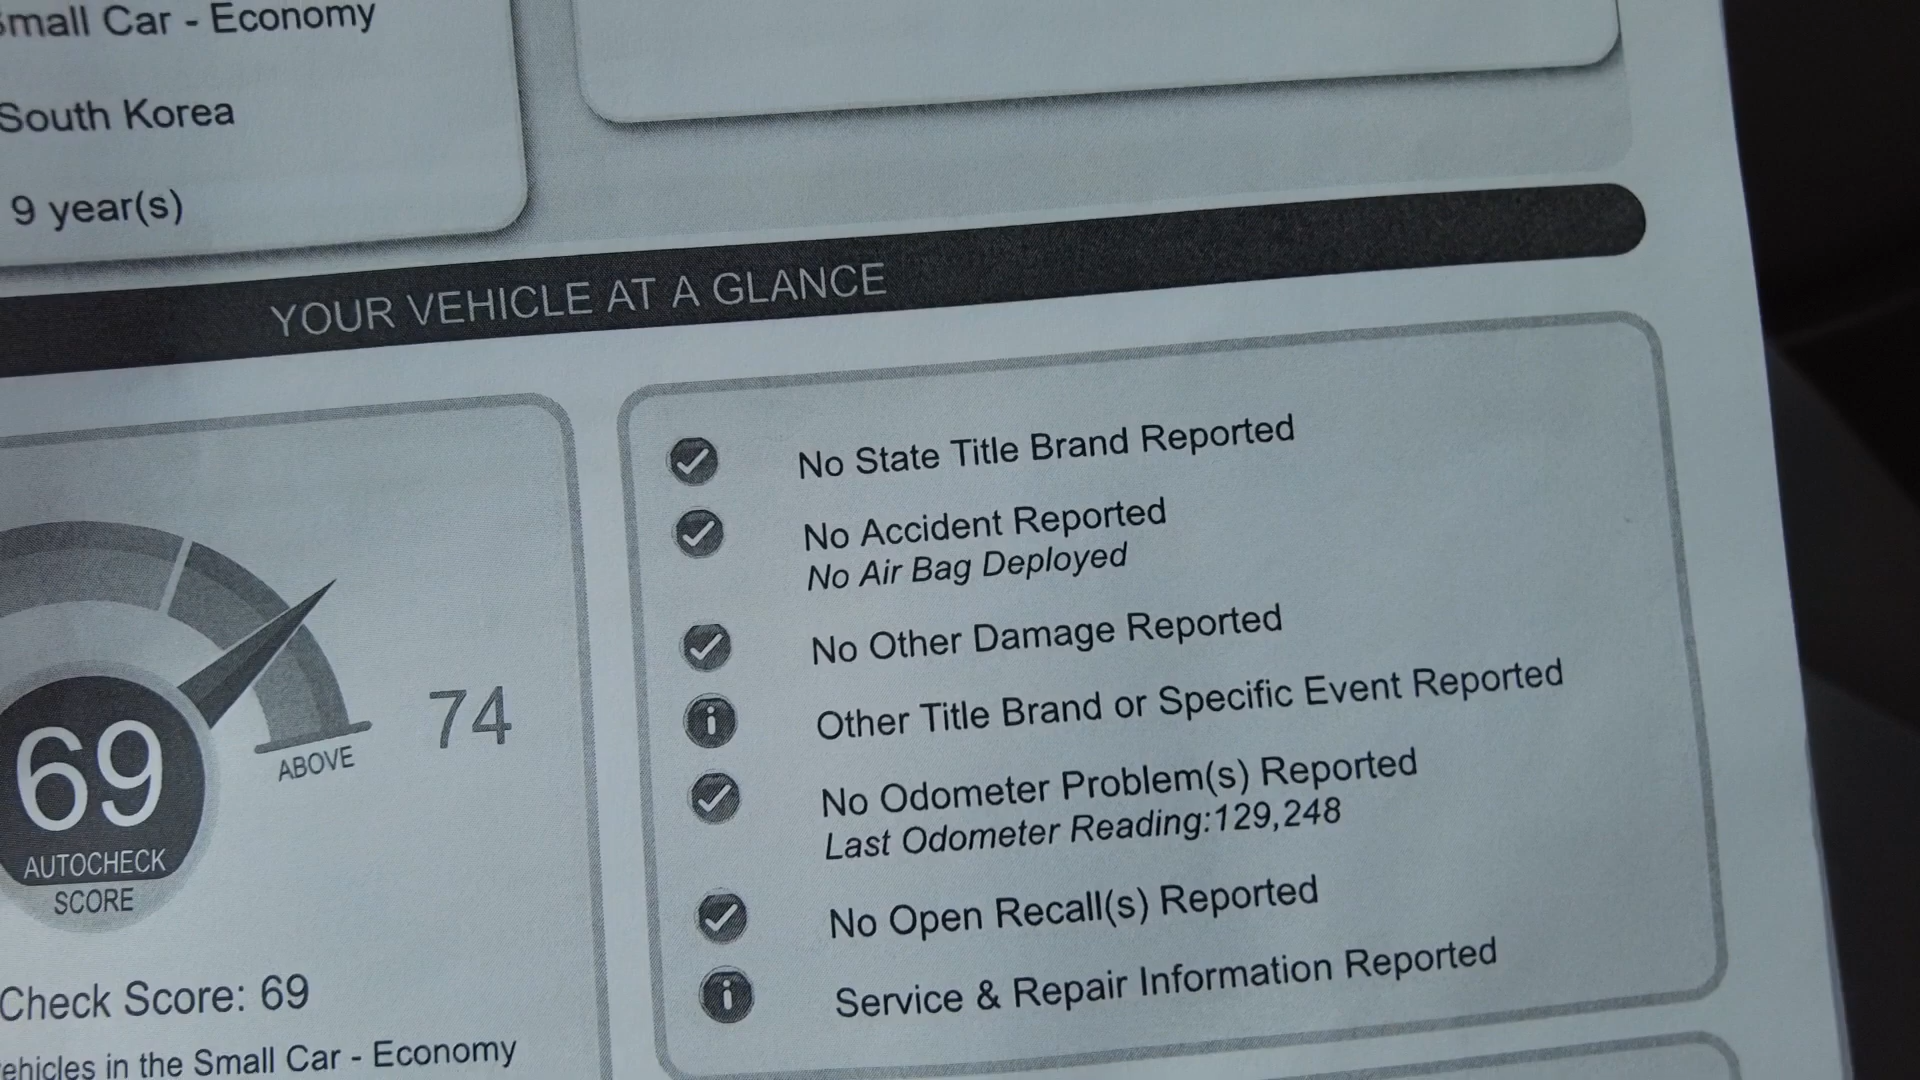 Small Car - Economy
South Korea
9 year(s)
YOUR VEHICLE AT A GLANCE
69
AUTOCHECK
SCORE
ABOVE
74
Check Score: 69
in the Small Car - Economy
No State Title Brand Reported
No Accident Reported
No Air Bag Deployed
No Other Damage Reported
Other Title Brand or Specific Event Reported
No Odometer Problem(s) Reported
Last Odometer Reading:129,248
No Open Recall(s) Reported
Service & Repair Information Reported